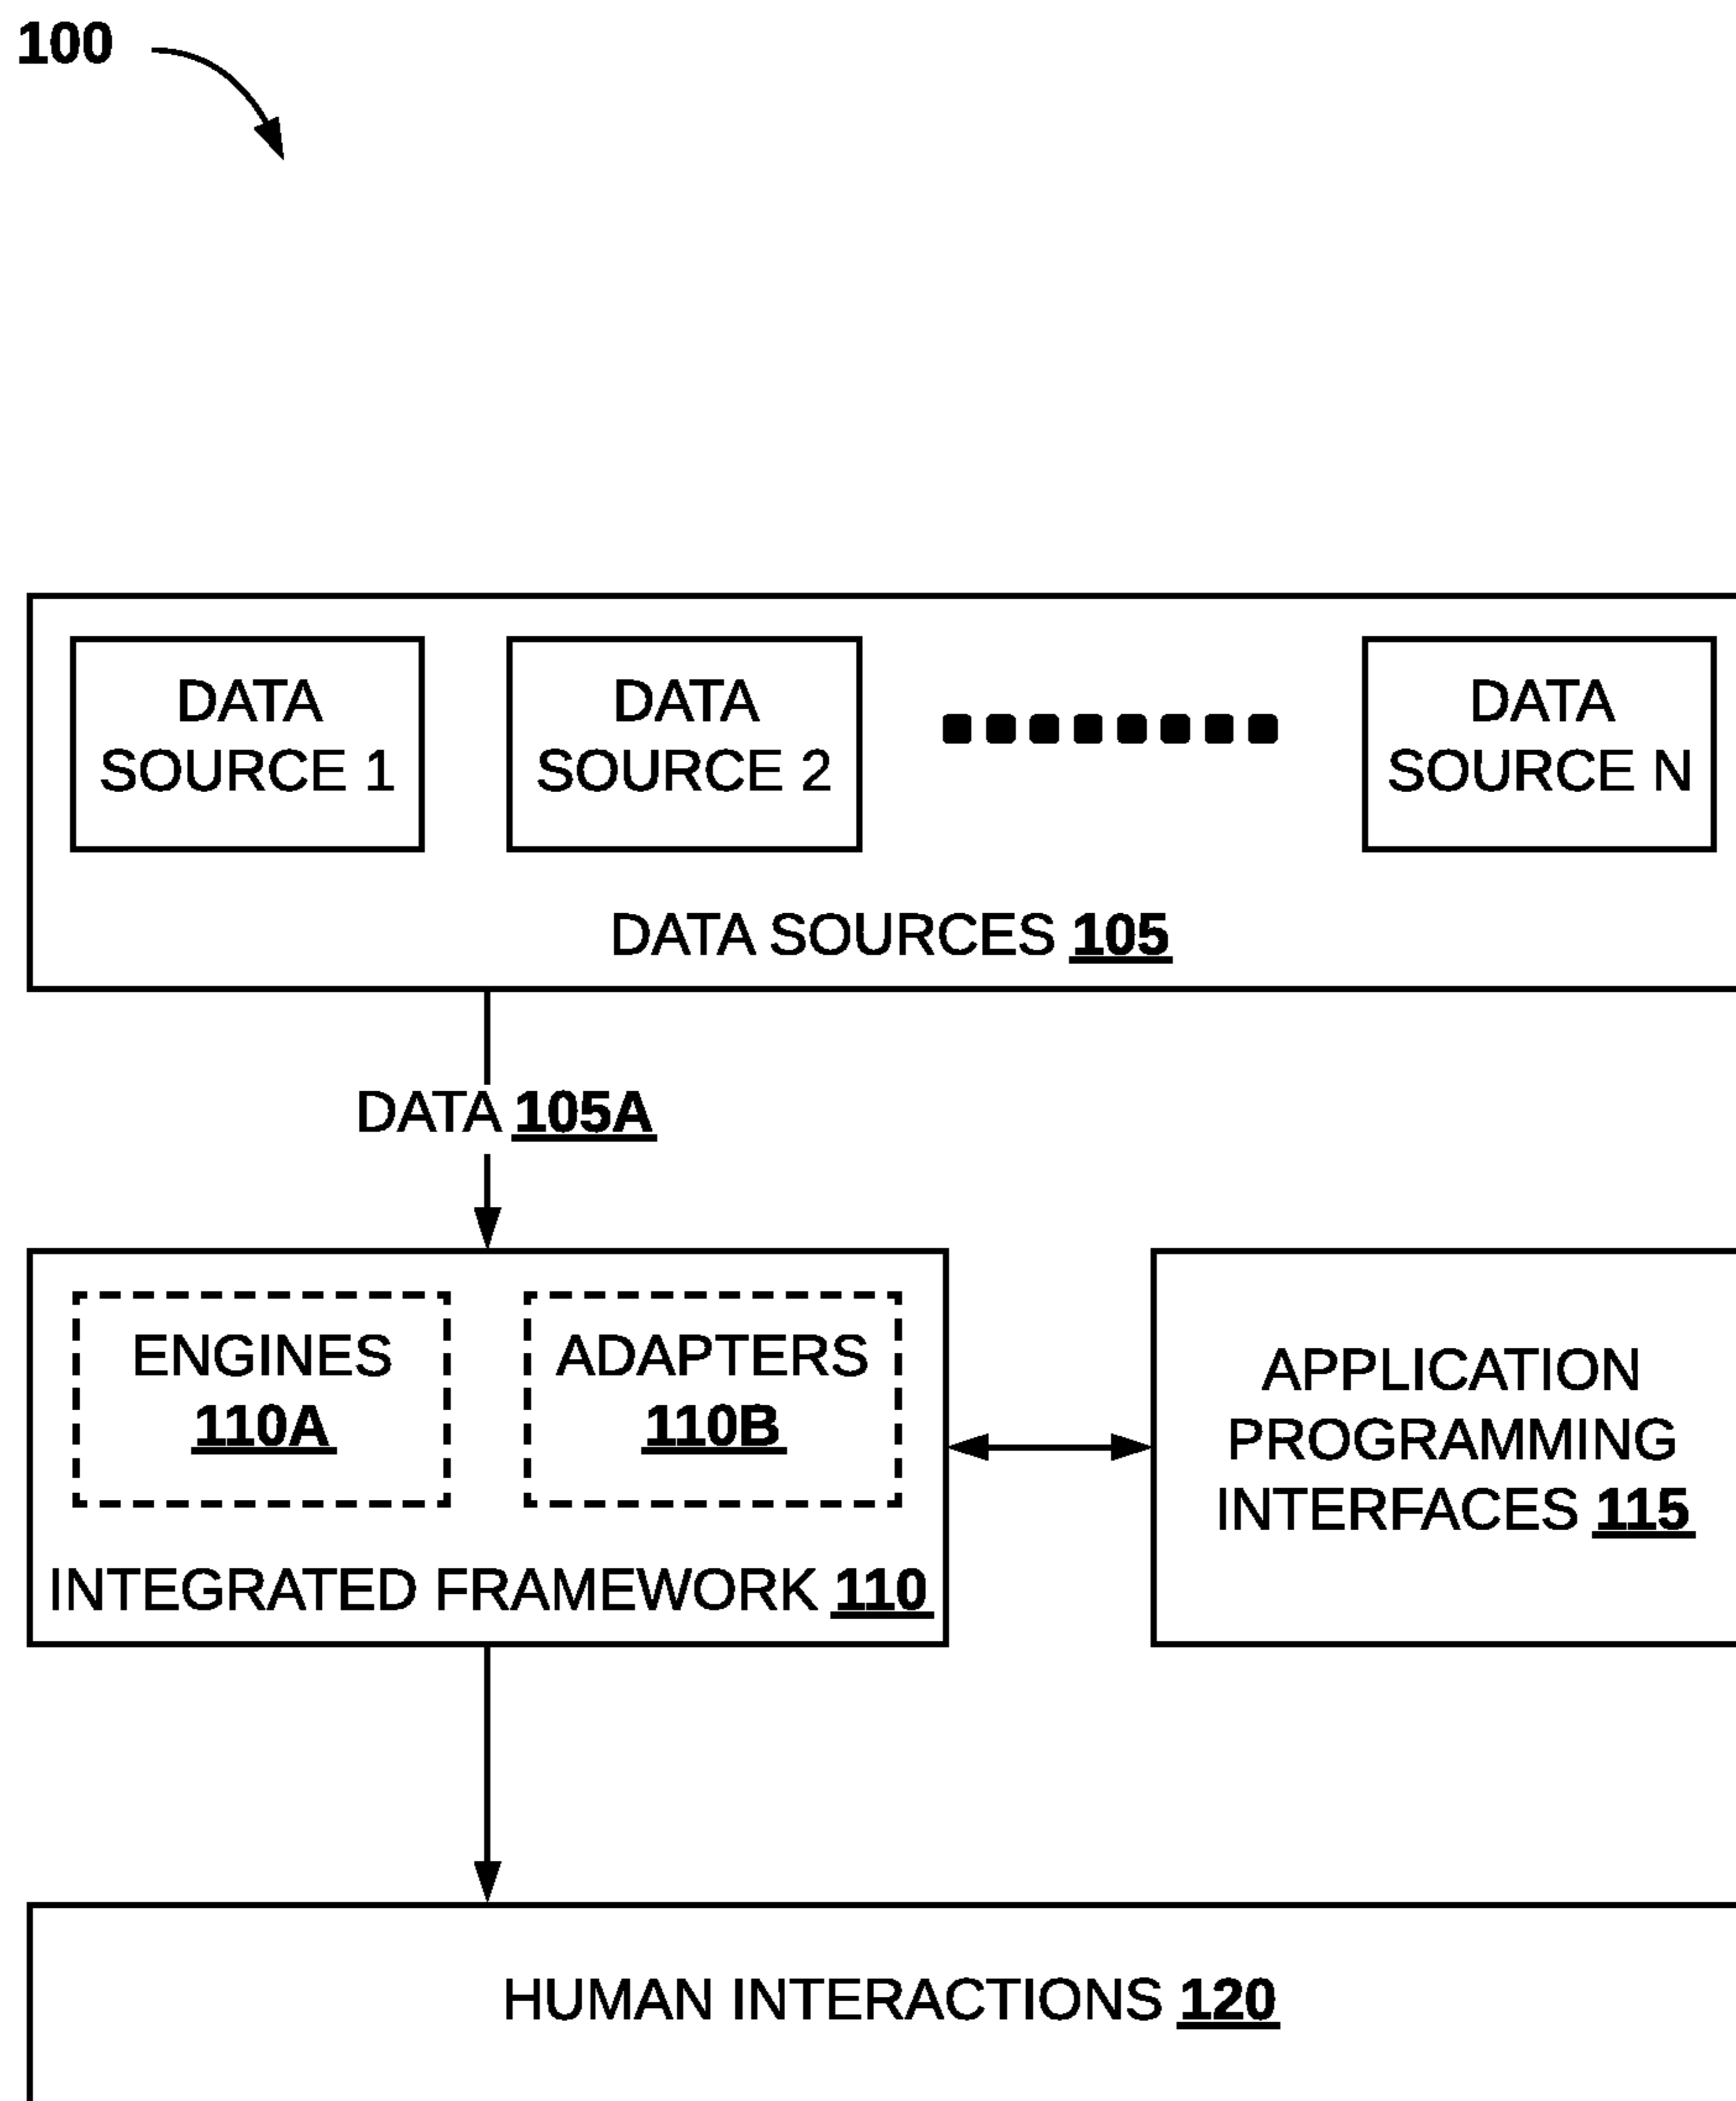 100
DATA
SOURCE 1
DATA
SOURCE 2
DATA
SOURCE N
DATA SOURCES 105
DATA 105A
ENGINES
110A
ADAPTERS
110B
INTEGRATED FRAMEWORK 110
APPLICATION
PROGRAMMING
INTERFACES 115
HUMAN INTERACTIONS 120